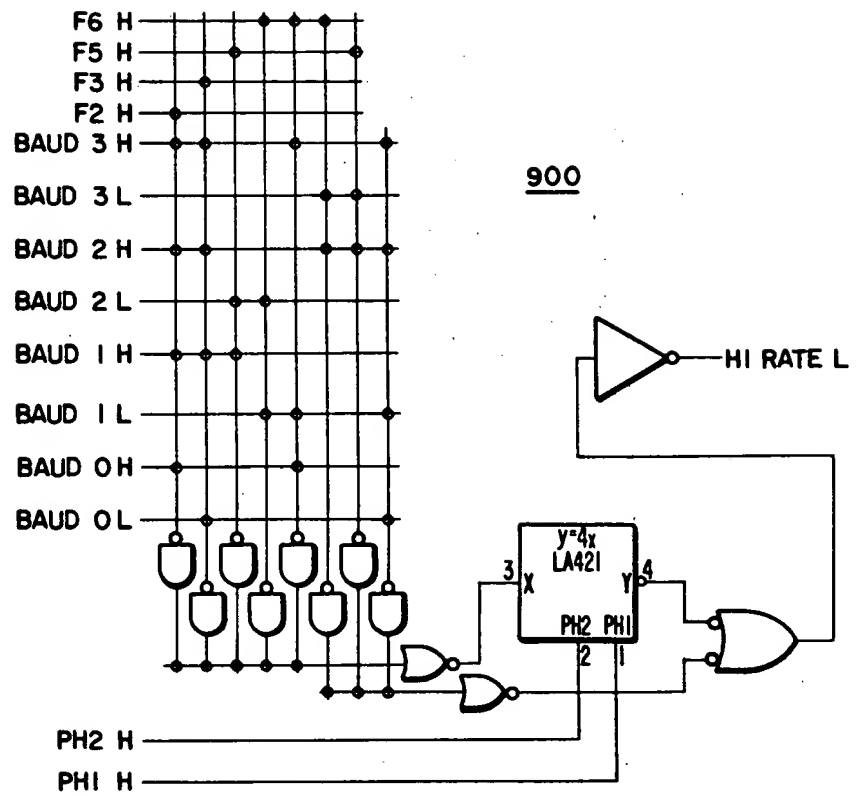 F6 H
F5 H
F3 H
F2 H
BAUD 3 H
BAUD 3 L
900
BAUD 2 H
BAUD 2 L
BAUD 1 H
HI RATE L
BAUD 1 L
BAUD 0 H
BAUD 0 L
y=4x
LA421
3 X Y 4
PH2 PH1
2 1
PH2 H
PH1 H